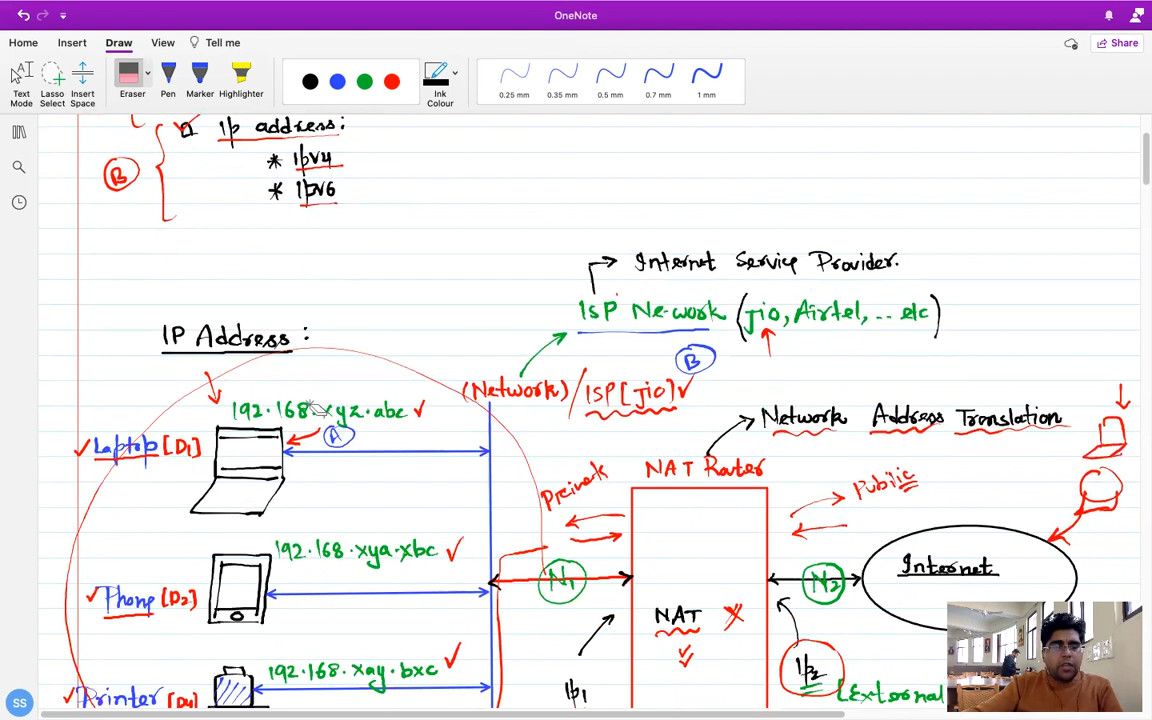 OneNote
Home Insert Draw View Tell me
Share
Text Mode
Lasso Select
Insert Space
Eraser
Pen
Marker
Highlighter
Ink Colour
0.25 mm 0.35 mm 0.5 mm 0.7 mm 1 mm
IP address:
B
* IPV4
* IPV6
Internet Service Provider.
ISP Network (jio, Airtel, .. etc)
IP Address :
B
(Network) / ISP [jio]
192.168.xyz.abc
A
Network Address Translation
Laptop [D1]
NAT Router
Public
192.168.xya.xbc
Internet
N1
N2
Phone [D2]
NAT
IP2
192.168.xay.bxc
Printer [D4]
IP1
(External
SS